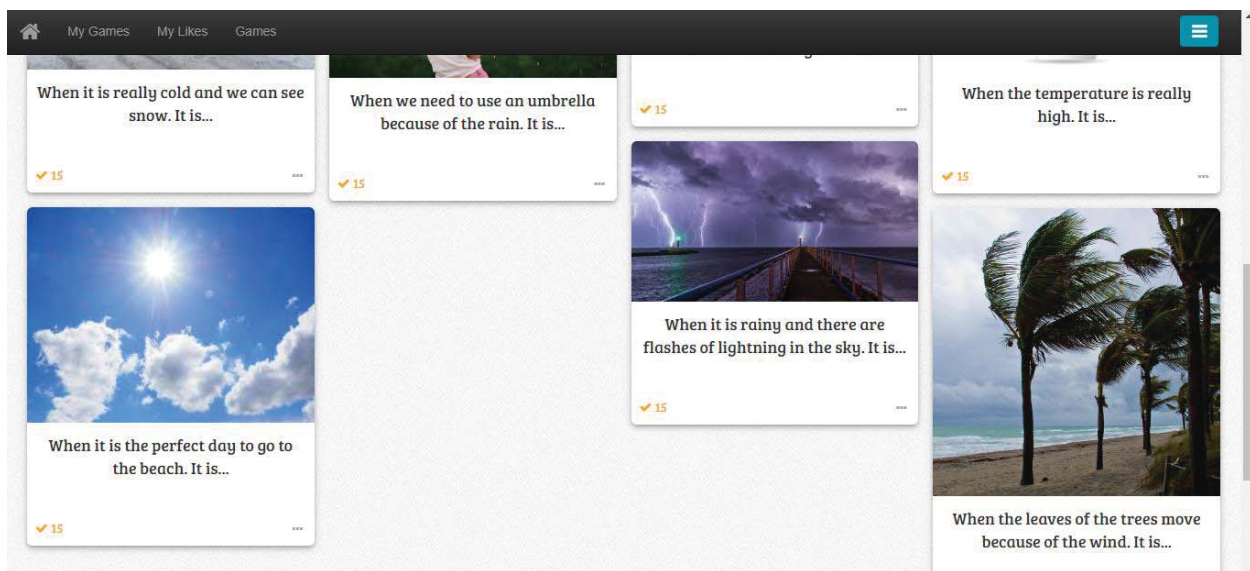 My Games My Likes Games
When it is really cold and we can see
snow. It is...
15
When it is the perfect day to go to
the beach. It is...
15
When we need to use an umbrella
because of the rain. It is...
15
15
When it is rainy and there are
flashes of lightning in the sky. It is...
15
When the temperature is really
high. It is...
15
When the leaves of the trees move
because of the wind. It is...